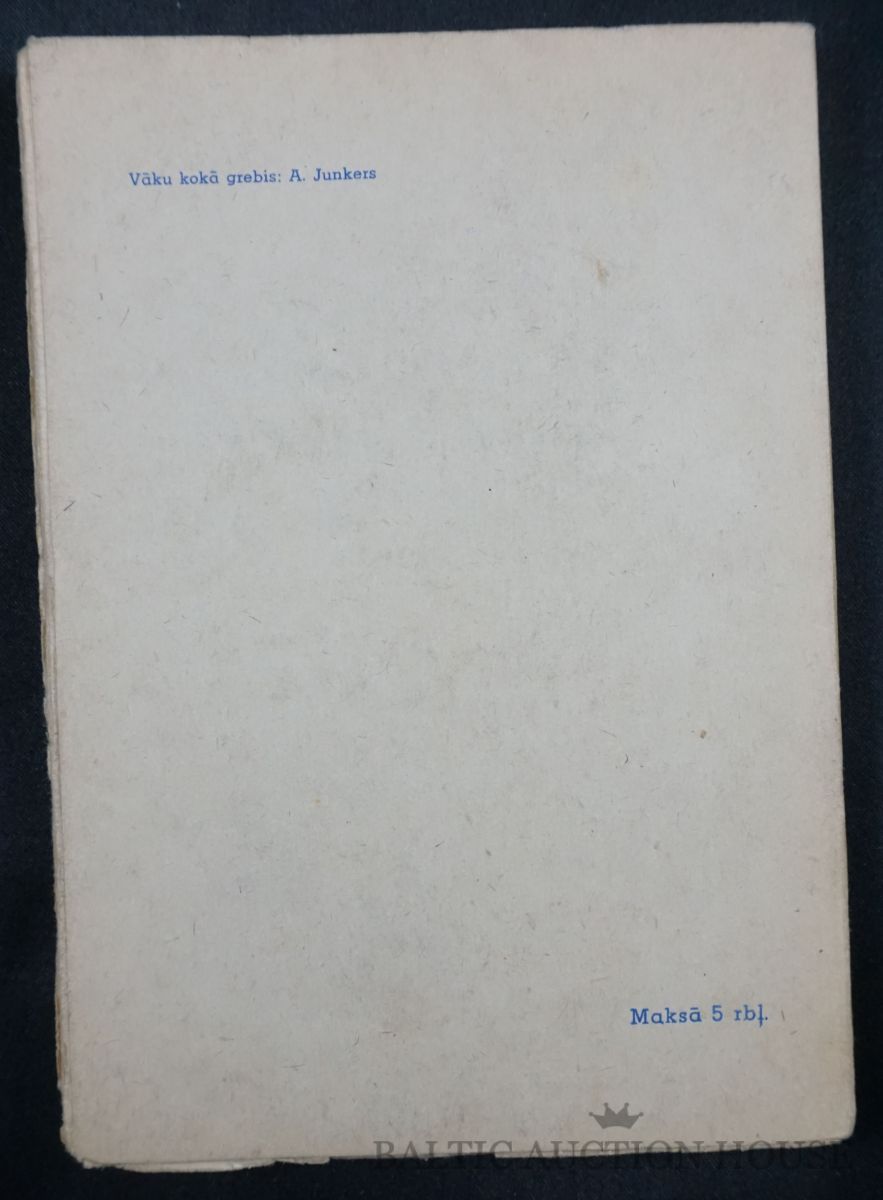 Vāku kokā grebis: A. Junkers
Maksā 5 rbļ.
BALTIC AUCTION HOUSE